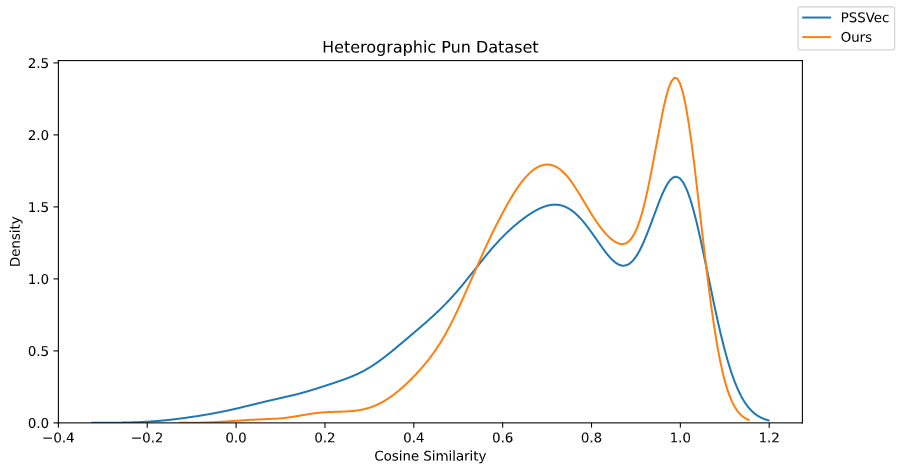 PSSVec
Ours
Heterographic Pun Dataset
2.5
2.0
1.5
1.0
0.5
0.0
Density
−0.4 −0.2 0.0 0.2 0.4 0.6 0.8 1.0 1.2
Cosine Similarity